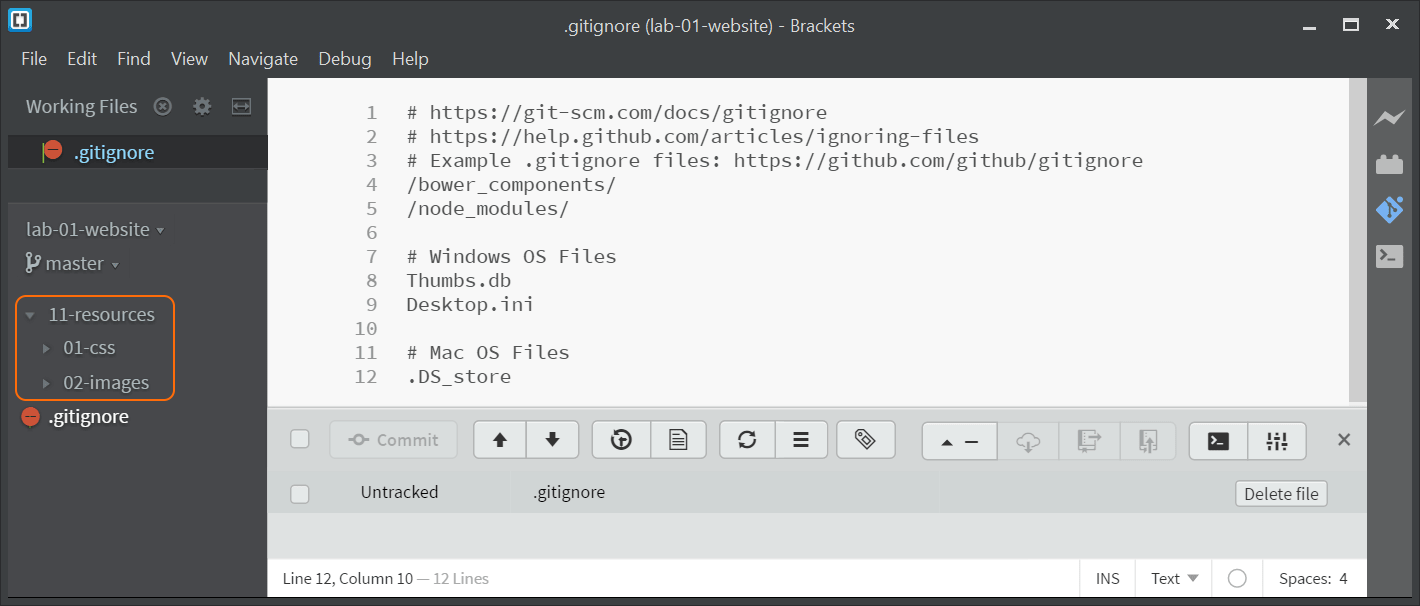 .gitignore (lab-01-website) - Brackets
File Edit Find View Navigate Debug Help
Working Files
.gitignore
lab-01-website
master
11-resources
01-css
02-images
.gitignore
1 # https://git-scm.com/docs/gitignore
2 # https://help.github.com/articles/ignoring-files
3 # Example .gitignore files: https://github.com/github/gitignore
4 /bower_components/
5 /node_modules/
6
7 # Windows OS Files
8 Thumbs.db
9 Desktop.ini
10
11 # Mac OS Files
12 .DS_store
Commit
Untracked .gitignore Delete file
Line 12, Column 10 — 12 Lines INS Text Spaces: 4